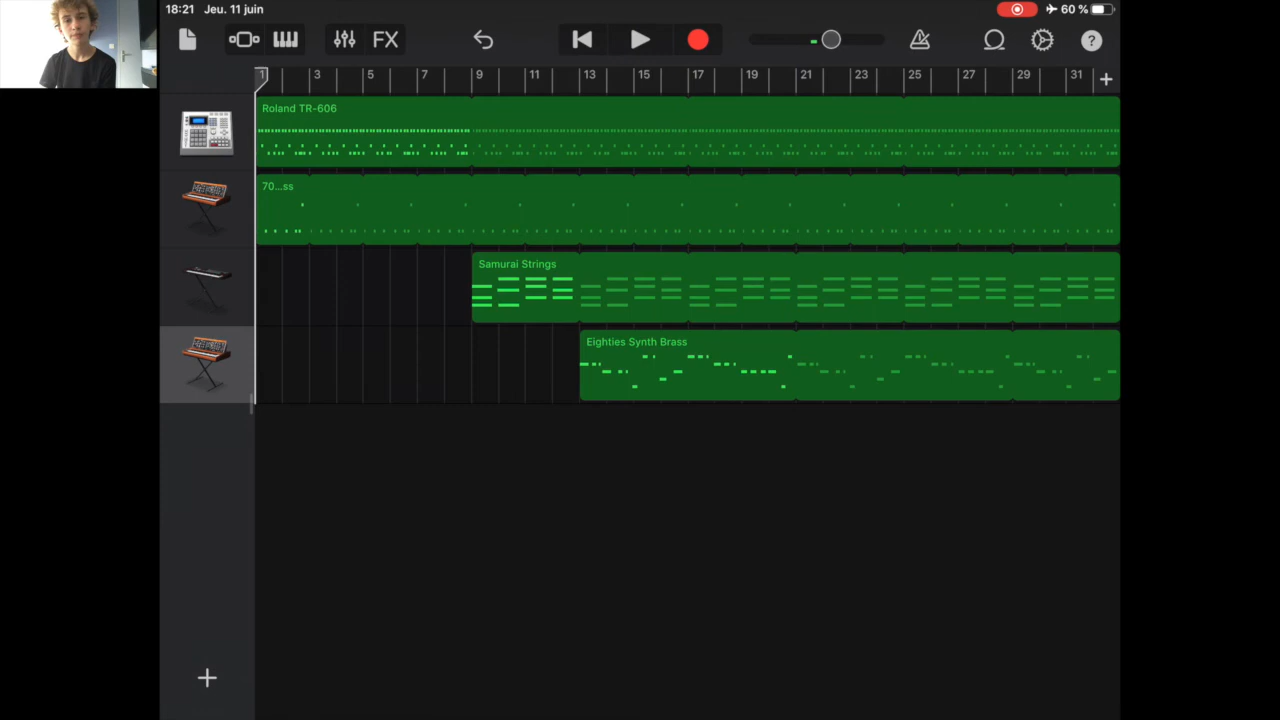 18:21 Jeu. 11 juin 60 %
FX ?
1 3 5 7 9 11 13 15 17 19 21 23 25 27 29 31 +
Roland TR-606
70...ss
Samurai Strings
Eighties Synth Brass
+